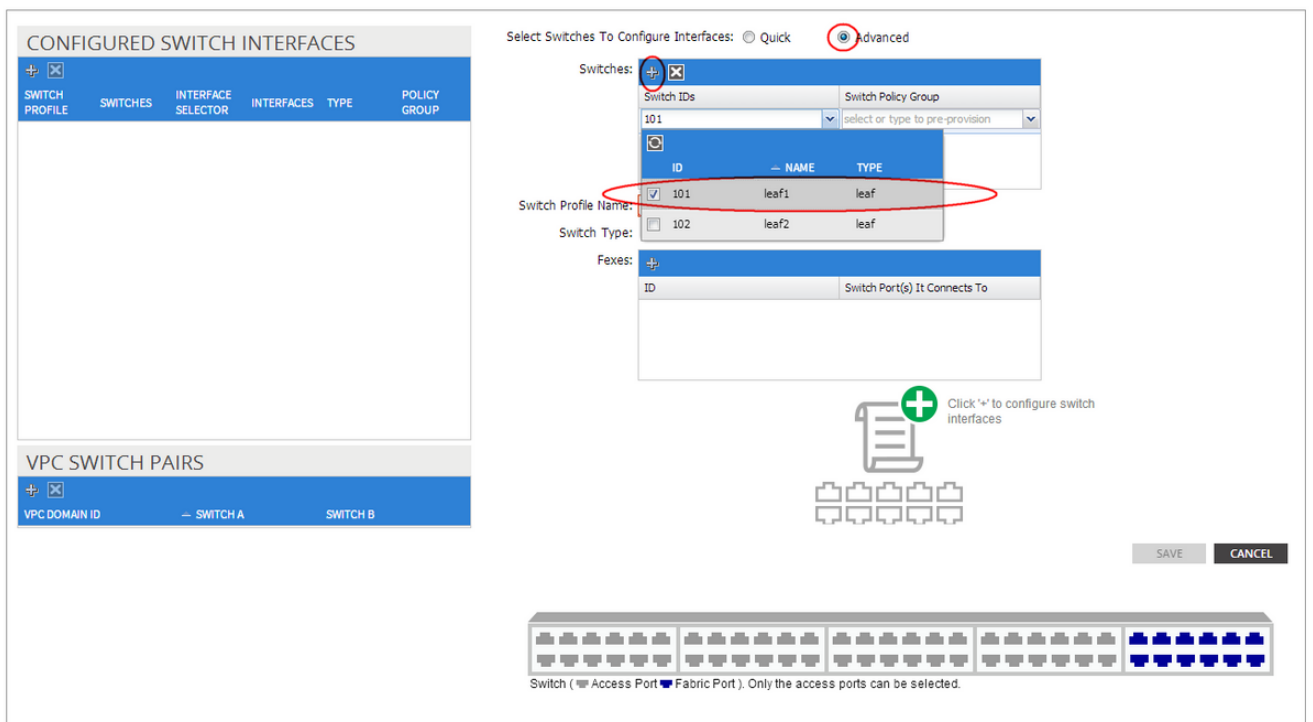 CONFIGURED SWITCH INTERFACES
SWITCH PROFILE SWITCHES INTERFACE SELECTOR INTERFACES TYPE POLICY GROUP
VPC SWITCH PAIRS
VPC DOMAIN ID SWITCH A SWITCH B
Select Switches To Configure Interfaces: Quick Advanced
Switches:
Switch IDs Switch Policy Group
101 select or type to pre-provision
ID NAME TYPE
101 leaf1 leaf
102 leaf2 leaf
Switch Profile Name:
Switch Type:
Fexes:
ID Switch Port(s) It Connects To
Click '+' to configure switch
interfaces
SAVE CANCEL
Switch ( Access Port Fabric Port ). Only the access ports can be selected.